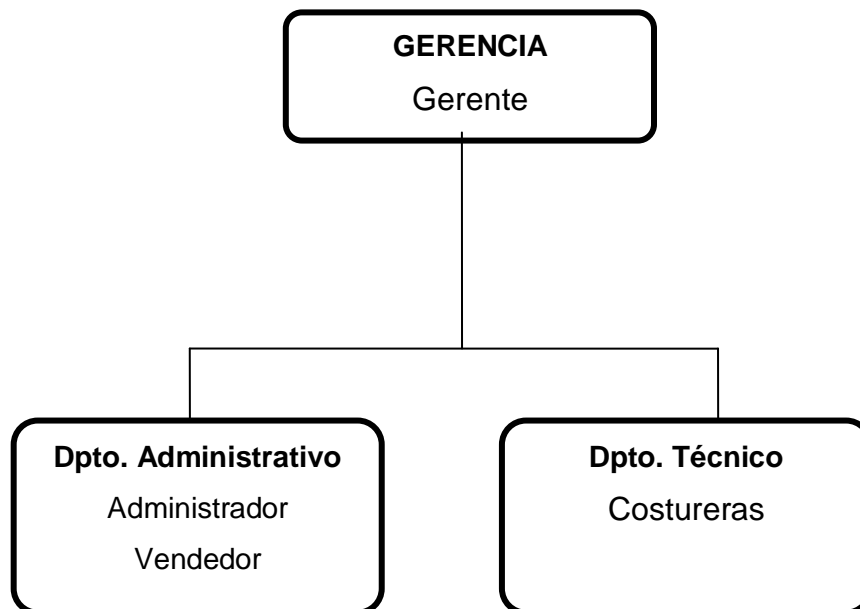 GERENCIA
Gerente
Dpto. Administrativo
Administrador
Vendedor
Dpto. Técnico
Costureras